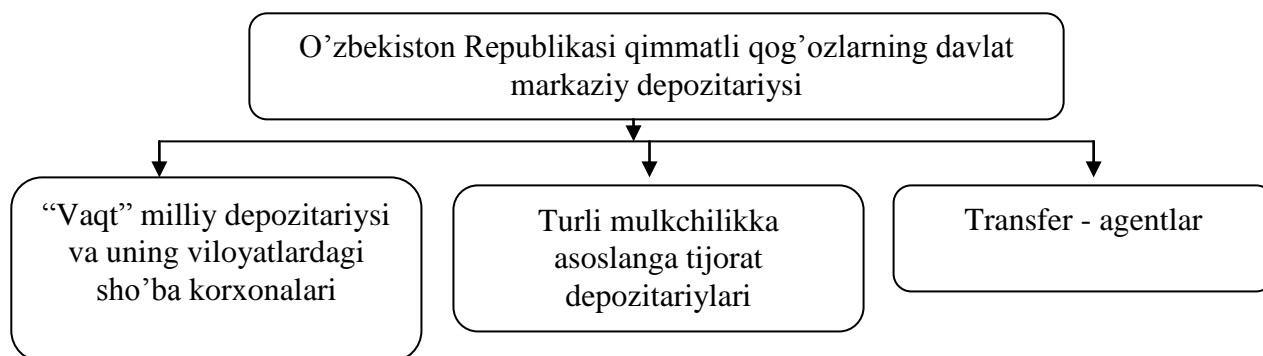 O’zbekiston Republikasi qimmatli qog’ozlarning davlat
markaziy depozitariysi
“Vaqt” milliy depozitariysi
va uning viloyatlardagi
sho’ba korxonalari
Turli mulkchilikka
asoslanga tijorat
depozitariylari
Transfer - agentlar